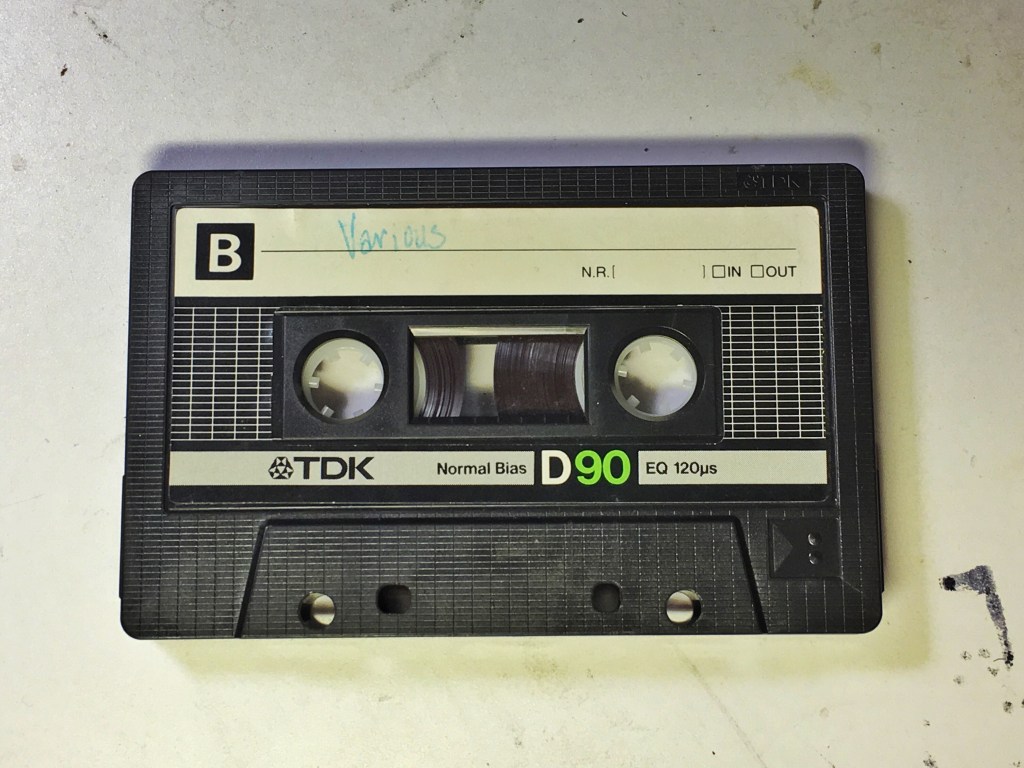 TDK
B Various
N.R.[ ] IN OUT
TDK Normal Bias D90 EQ 120µs